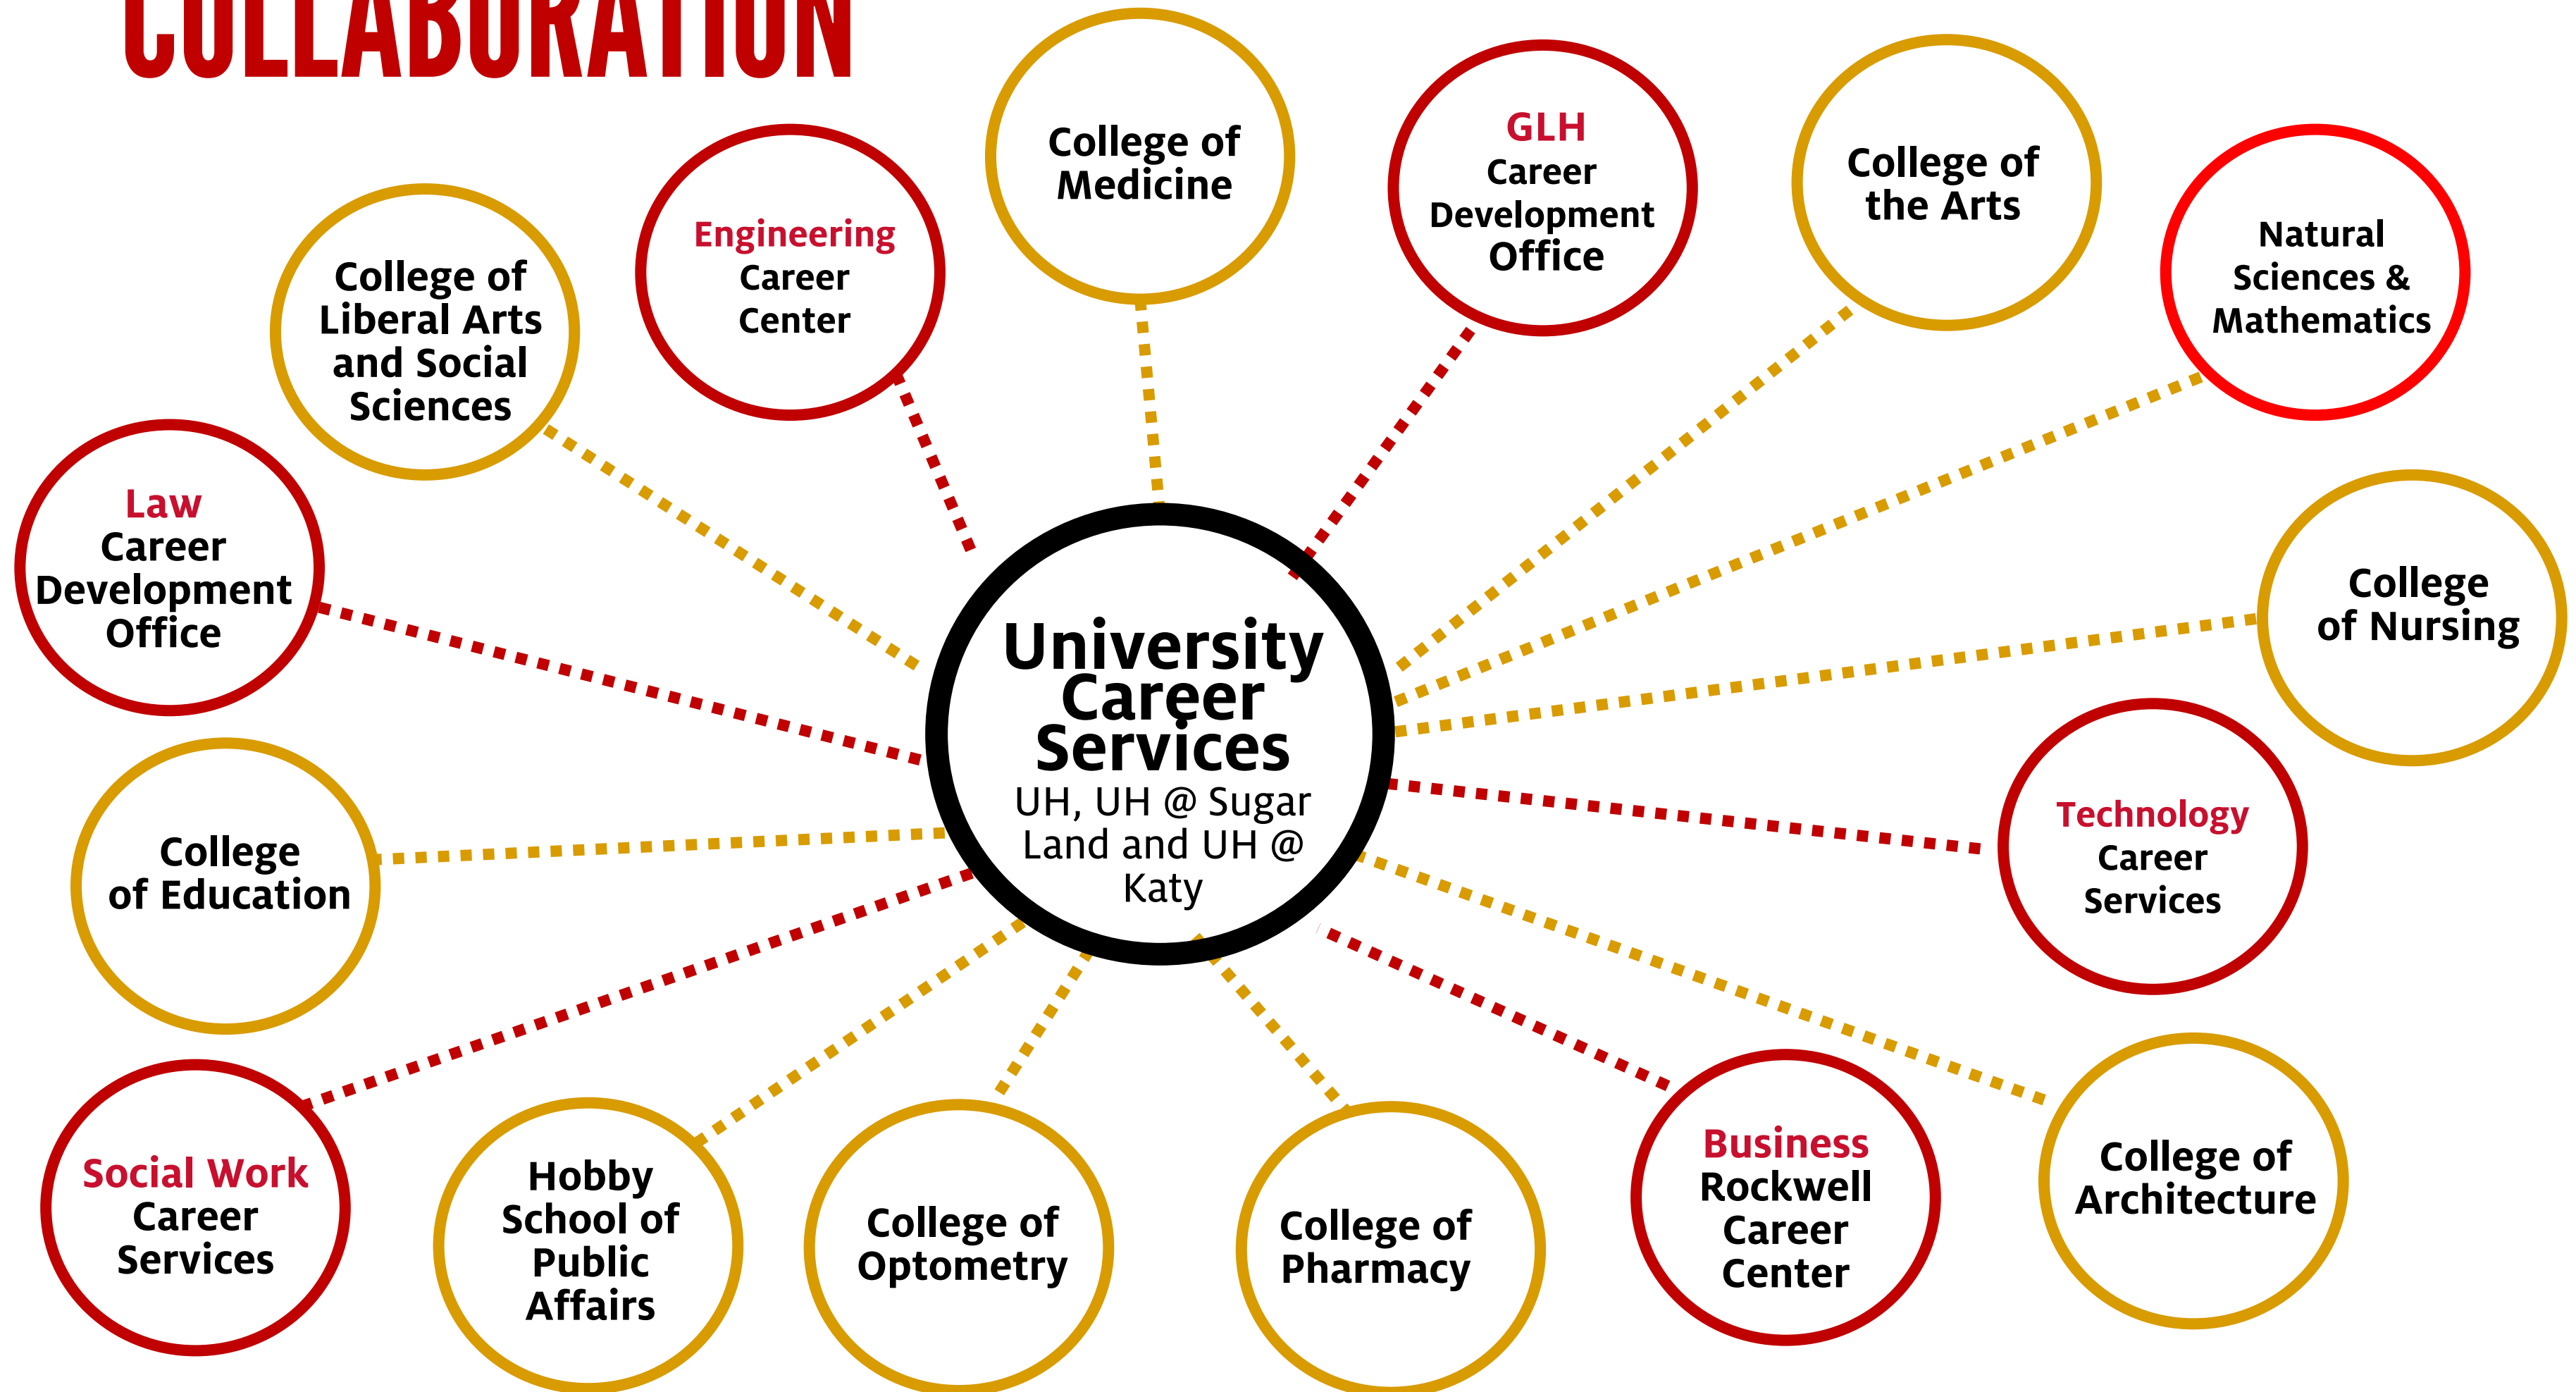 COLLABORATION
College of
Medicine
GLH
Career
Development
Office
College of
the Arts
Engineering
Career
Center
Natural
Sciences &
Mathematics
College of
Liberal Arts
and Social
Sciences
Law
Career
Development
Office
College
of Nursing
University
Career
Services
UH, UH @ Sugar
Land and UH @
Katy
College
of Education
Technology
Career
Services
Social Work
Career
Services
Hobby
School of
Public
Affairs
College of
Optometry
College of
Pharmacy
Business
Rockwell
Career
Center
College of
Architecture